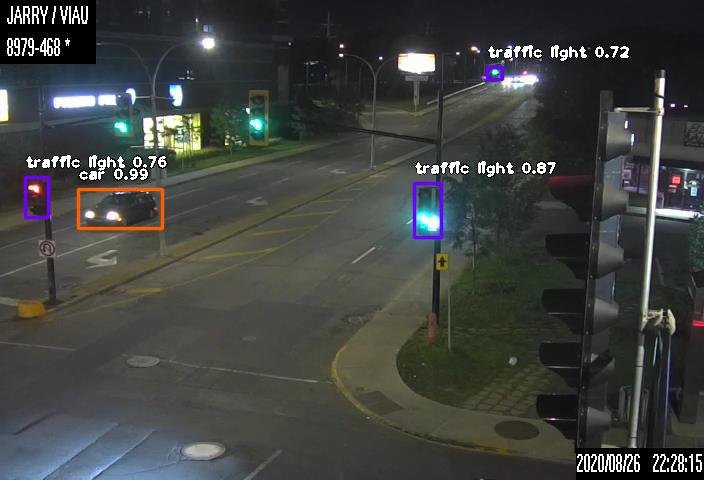 JARRY / VIAU
8979-468 *
traffic light 0.72
traffic light 0.76
car 0.99
traffic light 0.87
2020/08/26 22:28:15